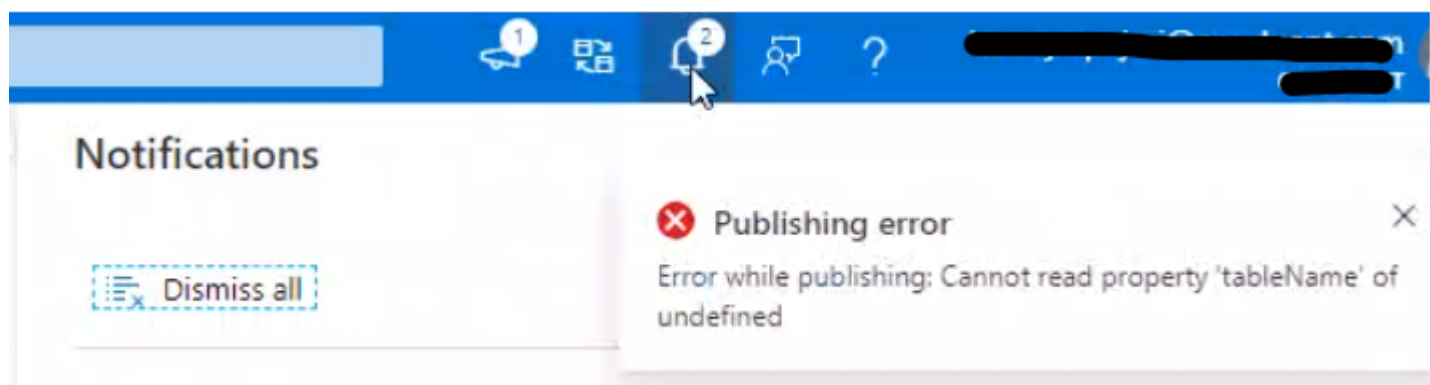 1
2
?
Notifications
Publishing error
Error while publishing: Cannot read property 'tableName' of
undefined
Dismiss all